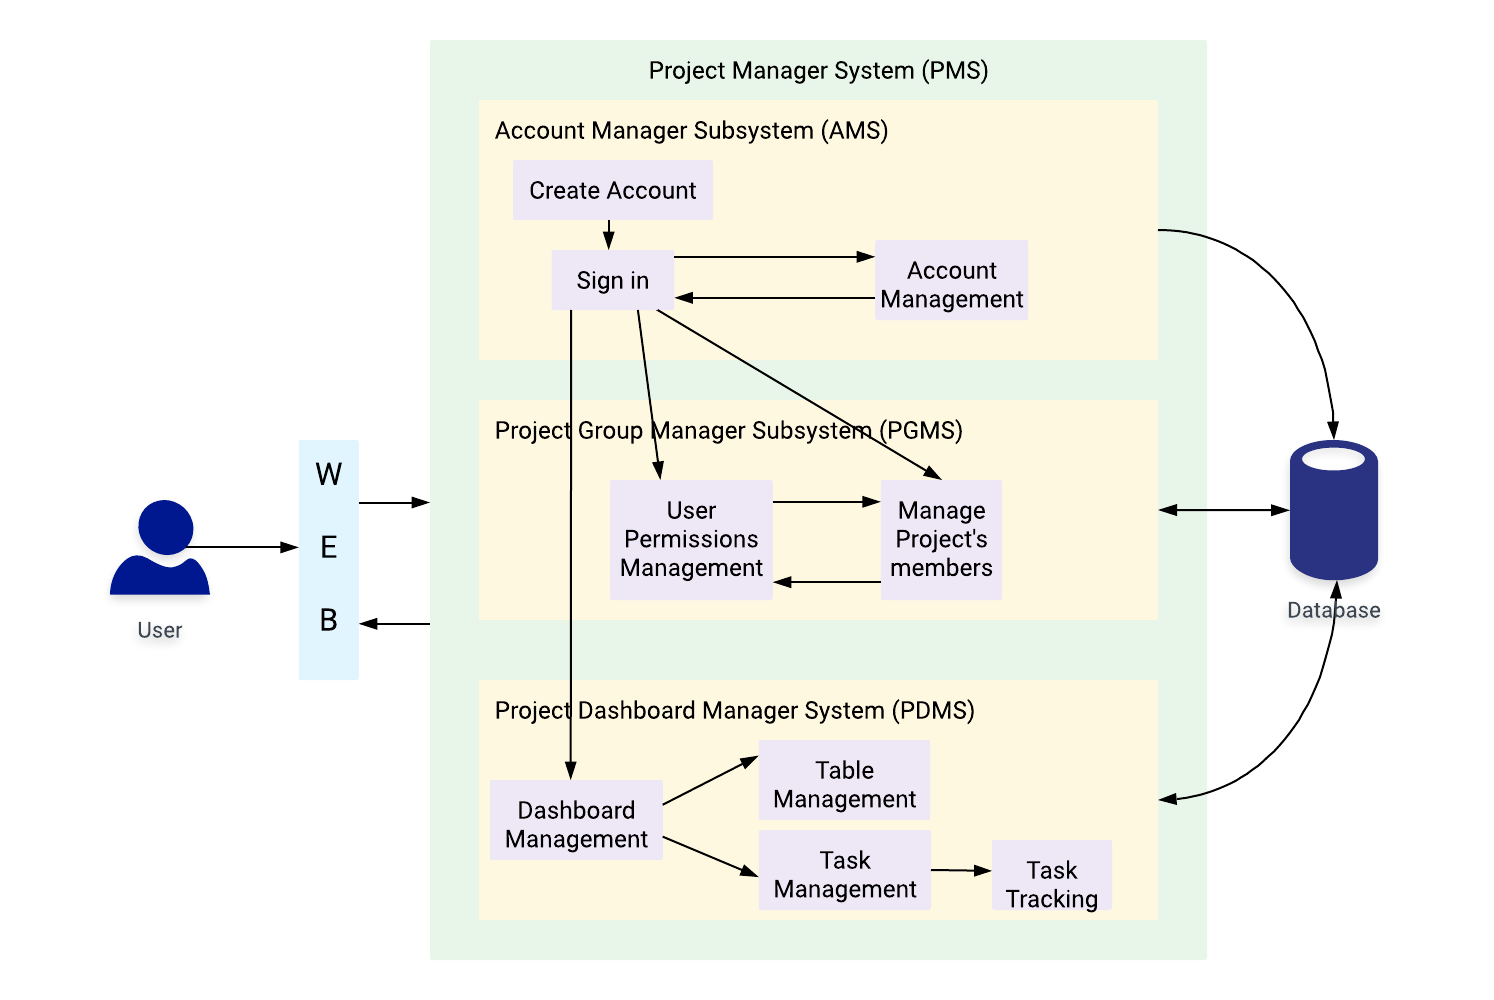 Project Manager System (PMS)
Account Manager Subsystem (AMS)
Create Account
Sign in
Account
Management
Project Group Manager Subsystem (PGMS)
User
Permissions
Management
Manage
Project's
members
W
E
B
User
Database
Project Dashboard Manager System (PDMS)
Dashboard
Management
Table
Management
Task
Management
Task
Tracking